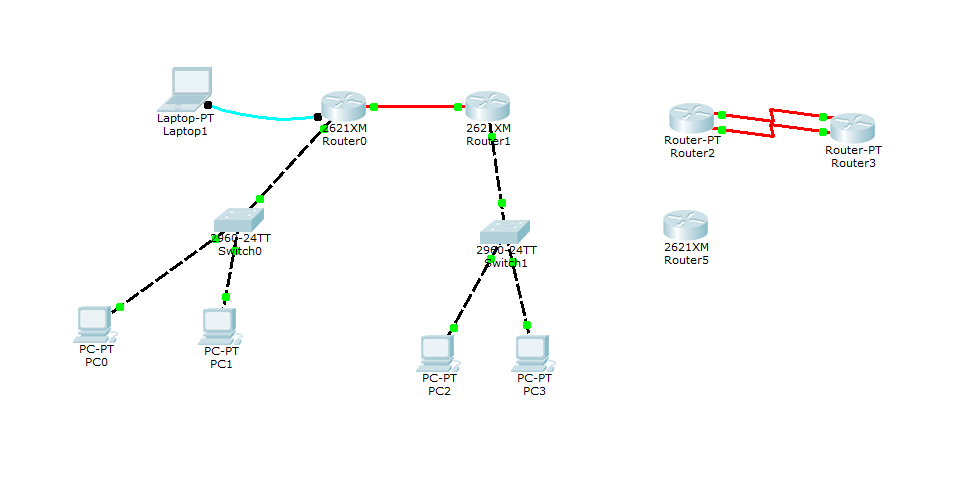 Laptop-PT
Laptop1
2621XM
Router0
2621XM
Router1
Router-PT
Router2
Router-PT
Router3
2960-24TT
Switch0
2960-24TT
Switch1
2621XM
Router5
PC-PT
PC0
PC-PT
PC1
PC-PT
PC2
PC-PT
PC3